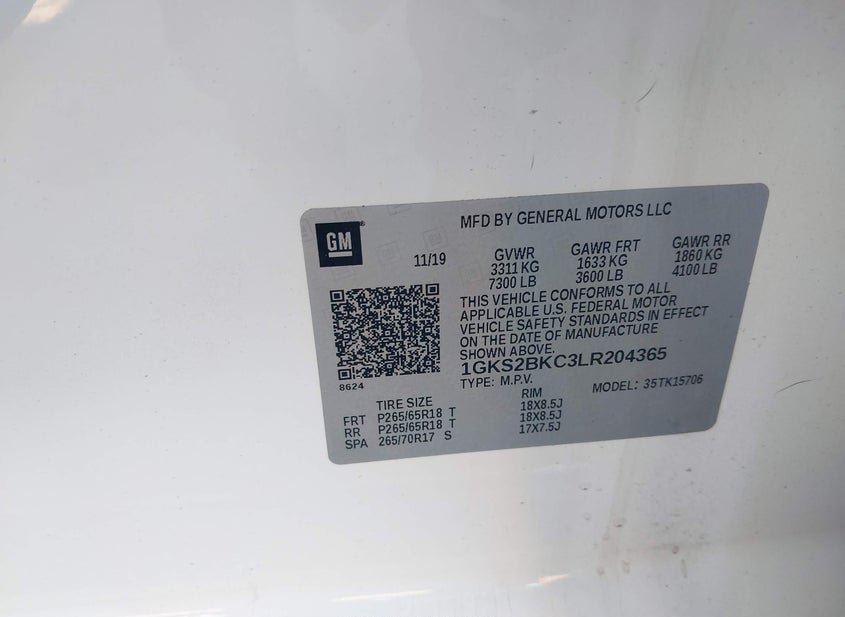 GM
MFD BY GENERAL MOTORS LLC
11/19
GVWR
3311 KG
7300 LB
GAWR FRT
1633 KG
3600 LB
GAWR RR
1860 KG
4100 LB
THIS VEHICLE CONFORMS TO ALL
APPLICABLE U.S. FEDERAL MOTOR
VEHICLE SAFETY STANDARDS IN EFFECT
ON THE DATE OF MANUFACTURE
SHOWN ABOVE.
1GKS2BKC3LR204365
TYPE: M.P.V.
MODEL: 35TK15706
8624
TIRE SIZE RIM
FRT P265/65R18 T 18X8.5J
RR P265/65R18 T 18X8.5J
SPA 265/70R17 S 17X7.5J